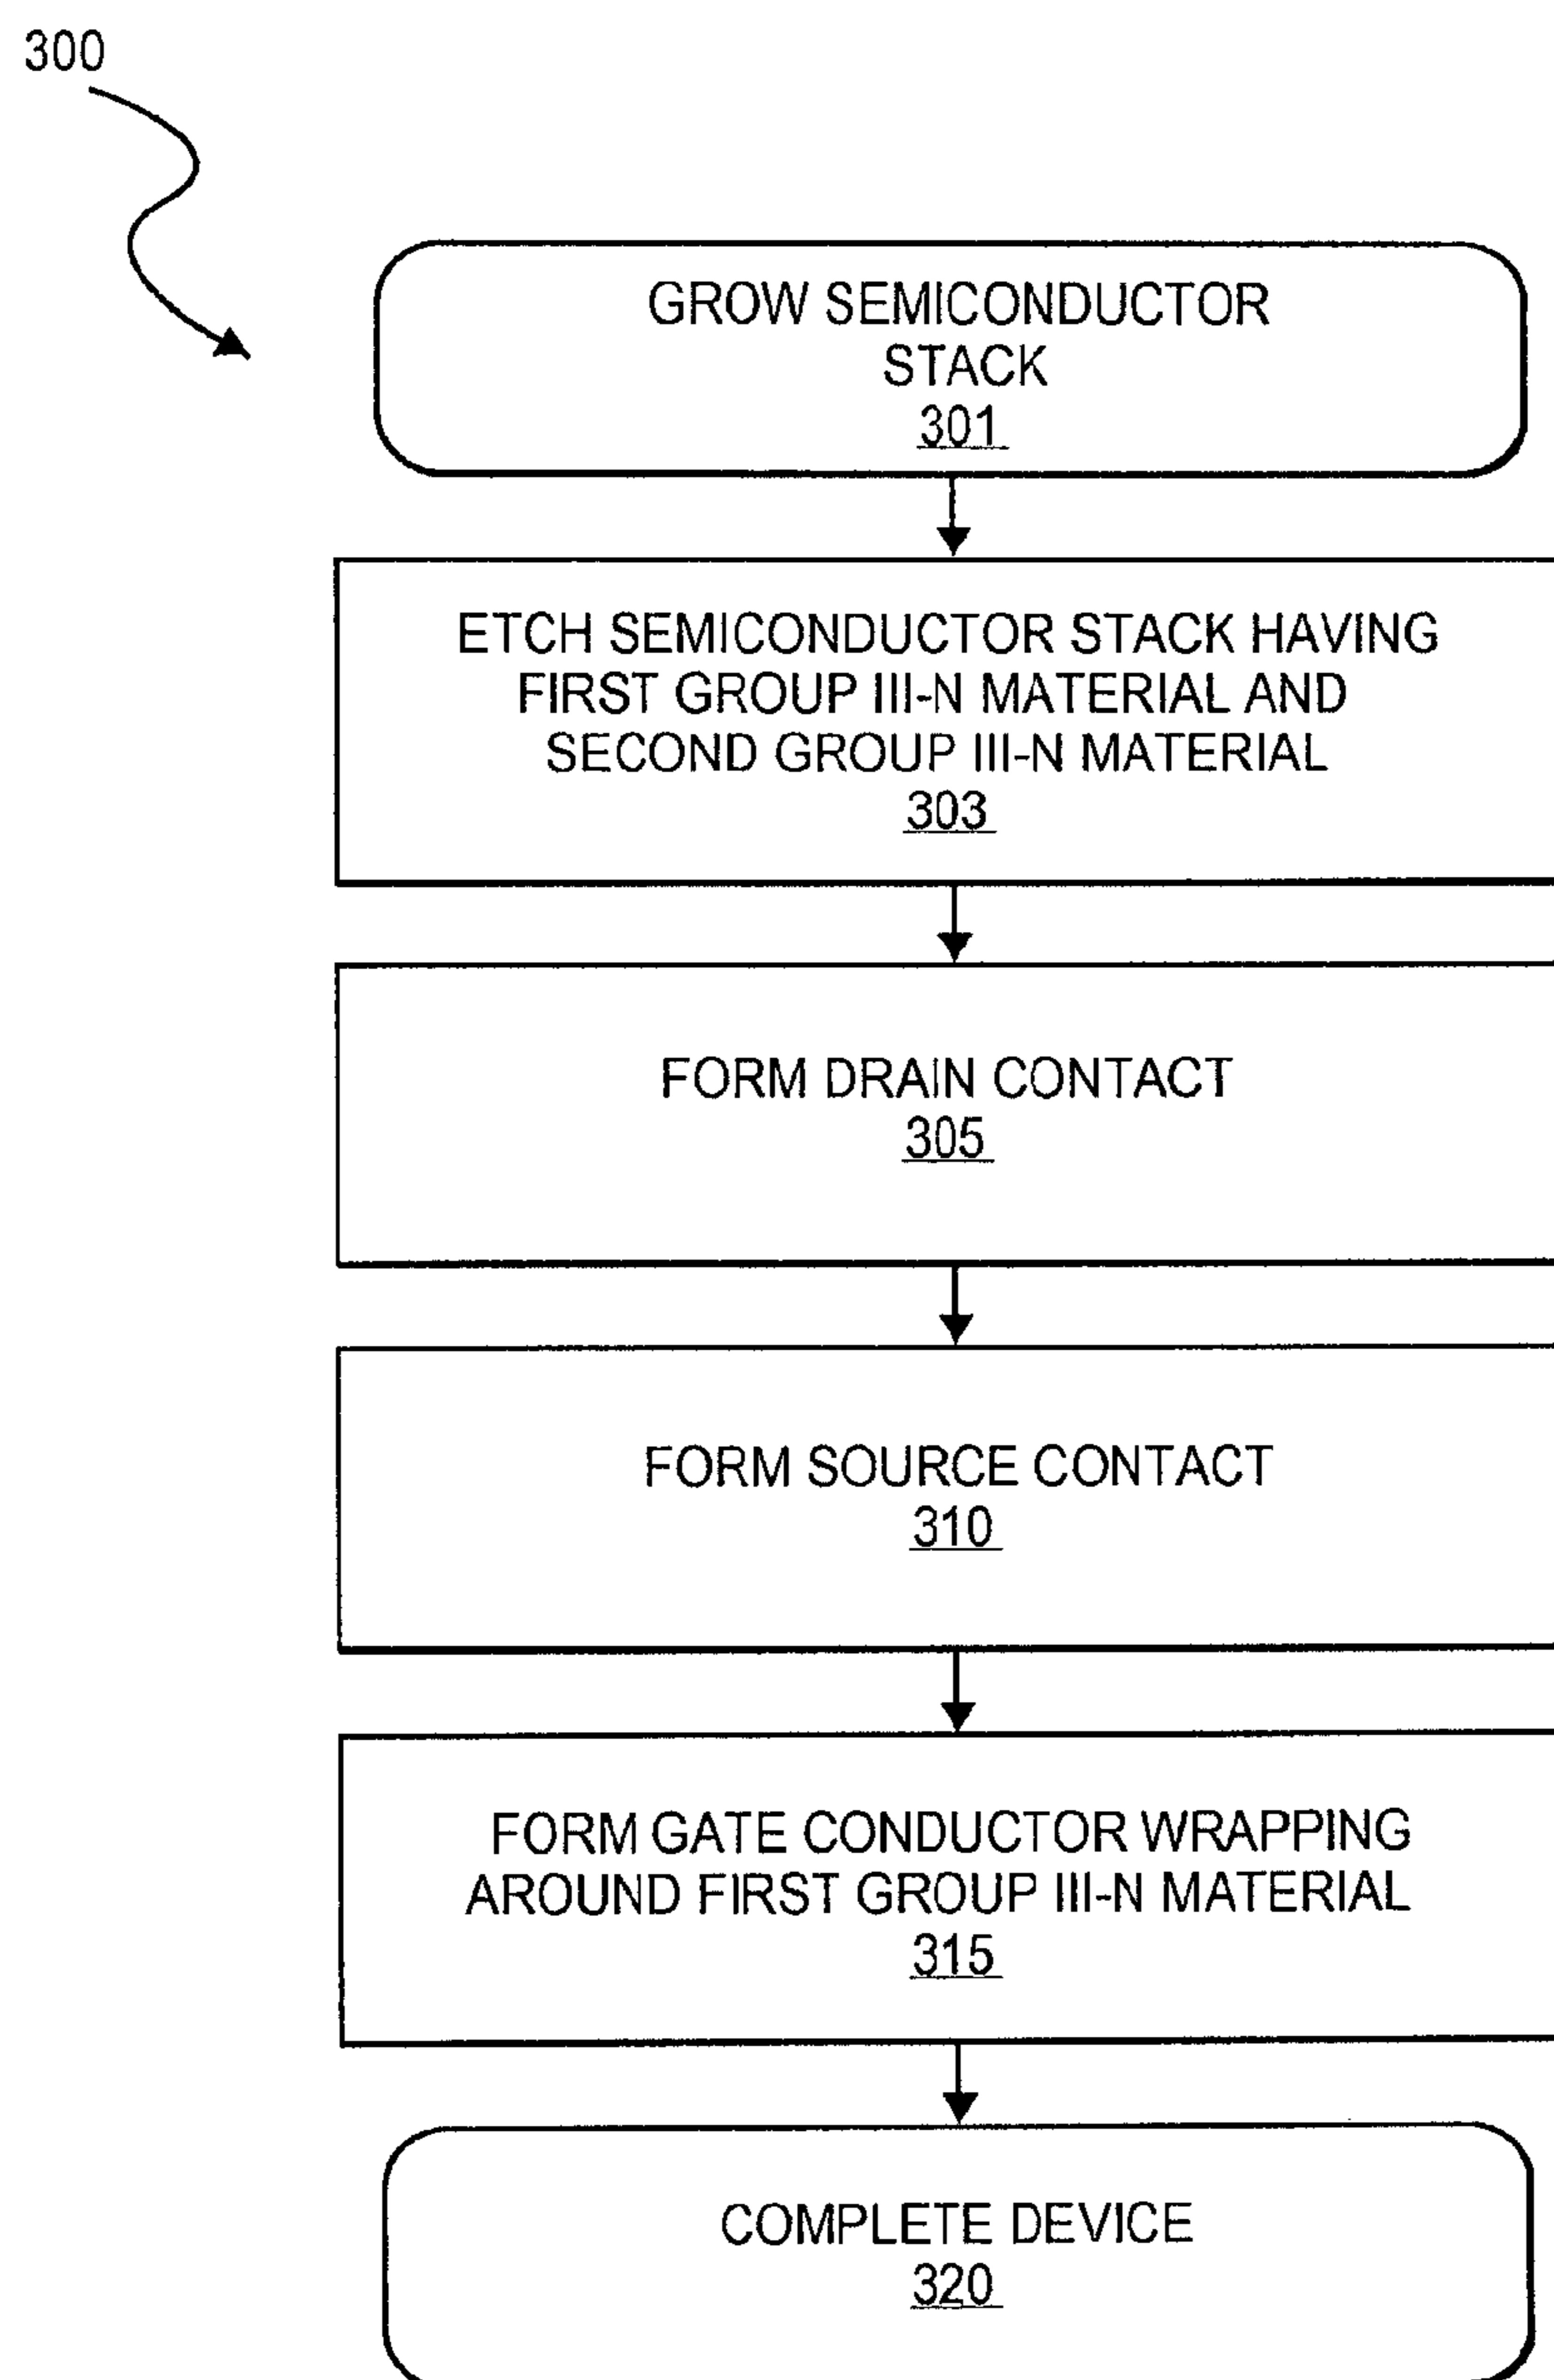 300
GROW SEMICONDUCTOR
STACK
301
ETCH SEMICONDUCTOR STACK HAVING
FIRST GROUP III-N MATERIAL AND
SECOND GROUP III-N MATERIAL
303
FORM DRAIN CONTACT
305
FORM SOURCE CONTACT
310
FORM GATE CONDUCTOR WRAPPING
AROUND FIRST GROUP III-N MATERIAL
315
COMPLETE DEVICE
320